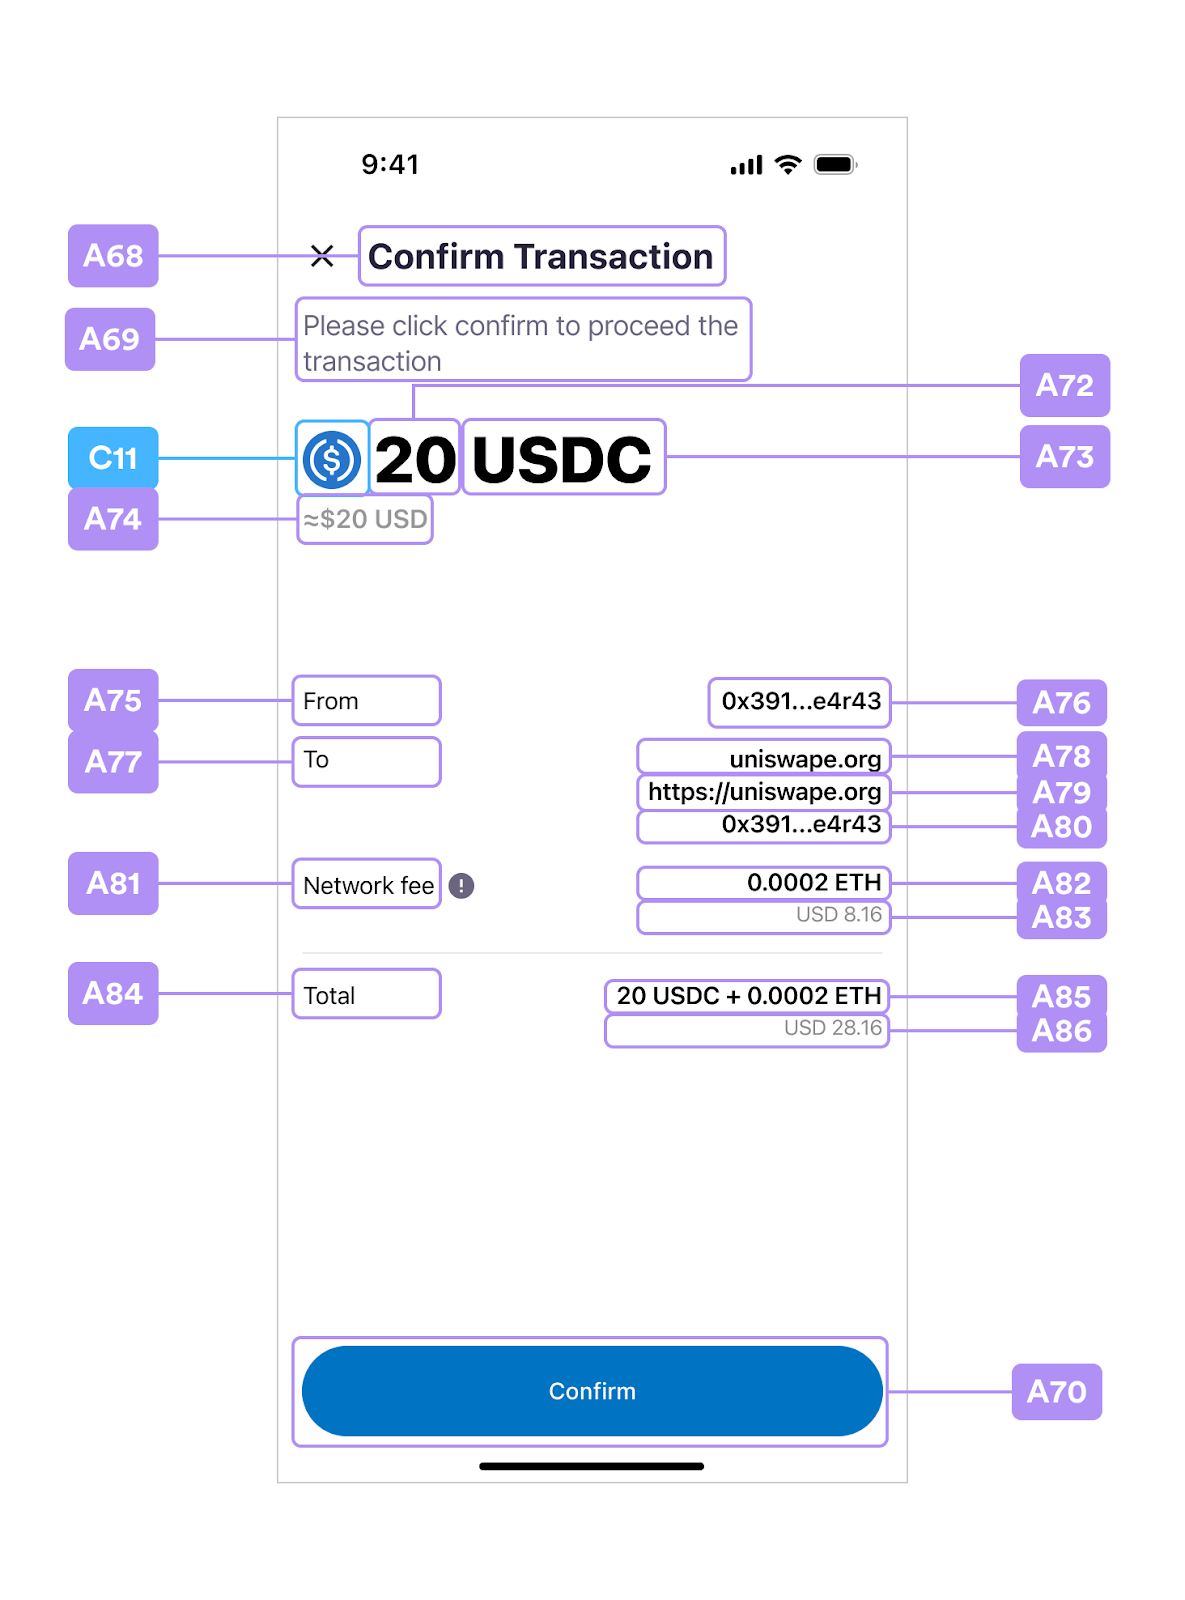 9:41
A68
Confirm Transaction
A69
Please click confirm to proceed the
transaction
A72
C11
$
20 USDC
A73
A74
≈$20 USD
A75
From
0x391...e4r43
A76
A77
To
uniswape.org
A78
https://uniswape.org
A79
0x391...e4r43
A80
A81
Network fee
!
0.0002 ETH
A82
USD 8.16
A83
A84
Total
20 USDC + 0.0002 ETH
A85
USD 28.16
A86
Confirm
A70